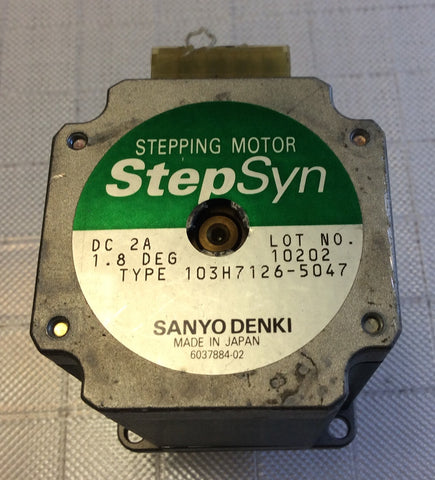 STEPPING MOTOR
StepSyn
DC 2A LOT NO.
1.8 DEG 10202
TYPE 103H7126-5047
SANYO DENKI
MADE IN JAPAN
6037884-02